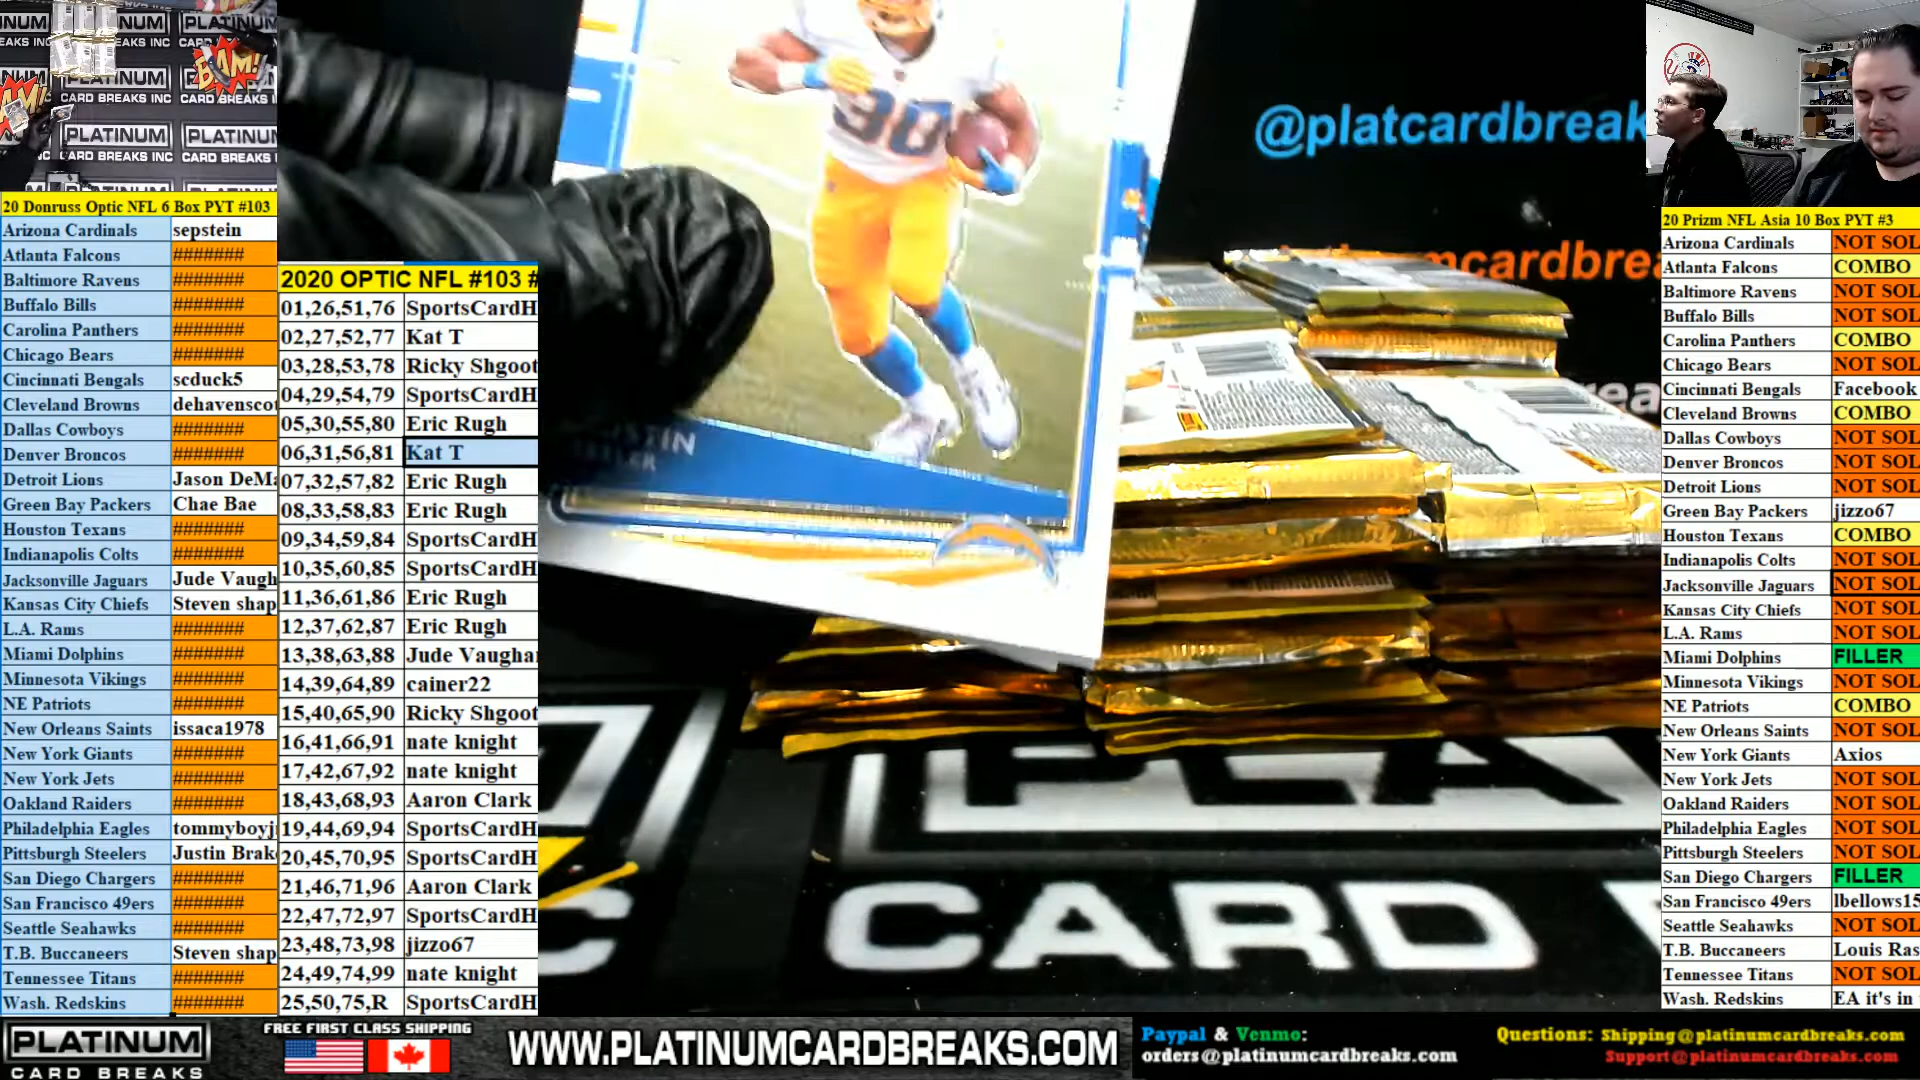 PLATINUM
CARD BREAKS INC
PLATINUM
CARD BREAKS INC
BAM!
@platcardbreak
30
20 Donruss Optic NFL 6 Box PYT #103
Arizona Cardinals sepstein
Atlanta Falcons #######
Baltimore Ravens #######
Buffalo Bills #######
Carolina Panthers #######
Chicago Bears #######
Cincinnati Bengals scduck5
Cleveland Browns dehavenscot
Dallas Cowboys #######
Denver Broncos #######
Detroit Lions Jason DeMa
Green Bay Packers Chae Bae
Houston Texans #######
Indianapolis Colts #######
Jacksonville Jaguars Jude Vaugh
Kansas City Chiefs Steven shap
L.A. Rams #######
Miami Dolphins #######
Minnesota Vikings #######
NE Patriots #######
New Orleans Saints issaca1978
New York Giants #######
New York Jets #######
Oakland Raiders #######
Philadelphia Eagles tommyboyj
Pittsburgh Steelers Justin Brak
San Diego Chargers #######
San Francisco 49ers #######
Seattle Seahawks #######
T.B. Buccaneers Steven shap
Tennessee Titans #######
Wash. Redskins #######
2020 OPTIC NFL #103 #
01,26,51,76 SportsCardH
02,27,52,77 Kat T
03,28,53,78 Ricky Shgoot
04,29,54,79 SportsCardH
05,30,55,80 Eric Rugh
06,31,56,81 Kat T
07,32,57,82 Eric Rugh
08,33,58,83 Eric Rugh
09,34,59,84 SportsCardH
10,35,60,85 SportsCardH
11,36,61,86 Eric Rugh
12,37,62,87 Eric Rugh
13,38,63,88 Jude Vaugha
14,39,64,89 cainer22
15,40,65,90 Ricky Shgoot
16,41,66,91 nate knight
17,42,67,92 nate knight
18,43,68,93 Aaron Clark
19,44,69,94 SportsCardH
20,45,70,95 SportsCardH
21,46,71,96 Aaron Clark
22,47,72,97 SportsCardH
23,48,73,98 jizzo67
24,49,74,99 nate knight
25,50,75,R SportsCardH
mcardbrea
CARD
20 Prizm NFL Asia 10 Box PYT #3
Arizona Cardinals NOT SOL
Atlanta Falcons COMBO
Baltimore Ravens NOT SOL
Buffalo Bills NOT SOL
Carolina Panthers COMBO
Chicago Bears NOT SOL
Cincinnati Bengals Facebook
Cleveland Browns COMBO
Dallas Cowboys NOT SOL
Denver Broncos NOT SOL
Detroit Lions NOT SOL
Green Bay Packers jizzo67
Houston Texans COMBO
Indianapolis Colts NOT SOL
Jacksonville Jaguars NOT SOL
Kansas City Chiefs NOT SOL
L.A. Rams NOT SOL
Miami Dolphins FILLER
Minnesota Vikings NOT SOL
NE Patriots COMBO
New Orleans Saints NOT SOL
New York Giants Axios
New York Jets NOT SOL
Oakland Raiders NOT SOL
Philadelphia Eagles NOT SOL
Pittsburgh Steelers NOT SOL
San Diego Chargers FILLER
San Francisco 49ers lbellows15
Seattle Seahawks NOT SOL
T.B. Buccaneers Louis Ras
Tennessee Titans NOT SOL
Wash. Redskins EA it's in
PLATINUM
CARD BREAKS
FREE FIRST CLASS SHIPPING
WWW.PLATINUMCARDBREAKS.COM
Paypal & Venmo:
orders@platinumcardbreaks.com
Questions: Shipping@platinumcardbreaks.com
Support@platinumcardbreaks.com